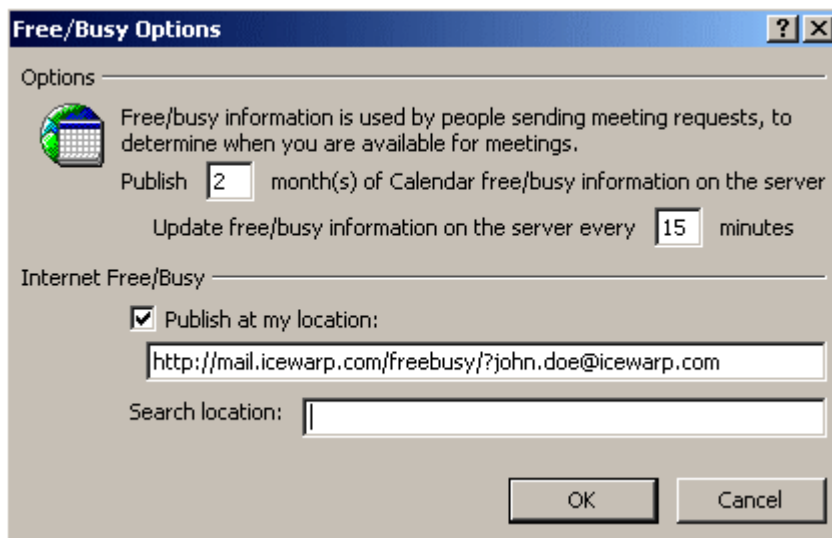 Free/Busy Options
Options
Free/busy information is used by people sending meeting requests, to
determine when you are available for meetings.
Publish 2 month(s) of Calendar free/busy information on the server
Update free/busy information on the server every 15 minutes
Internet Free/Busy
Publish at my location:
http://mail.icewarp.com/freebusy/?john.doe@icewarp.com
Search location:
OK Cancel